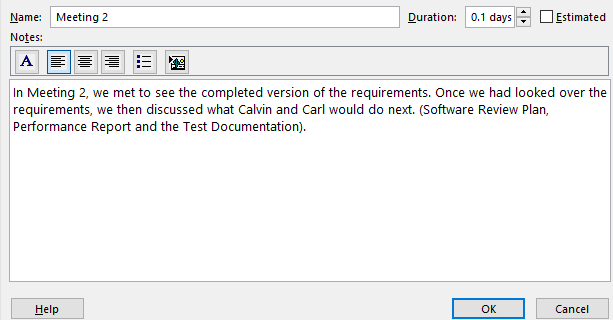 Name: Meeting 2 Duration: 0.1 days Estimated
Notes:
A
In Meeting 2, we met to see the completed version of the requirements. Once we had looked over the
requirements, we then discussed what Calvin and Carl would do next. (Software Review Plan,
Performance Report and the Test Documentation).
Help OK Cancel